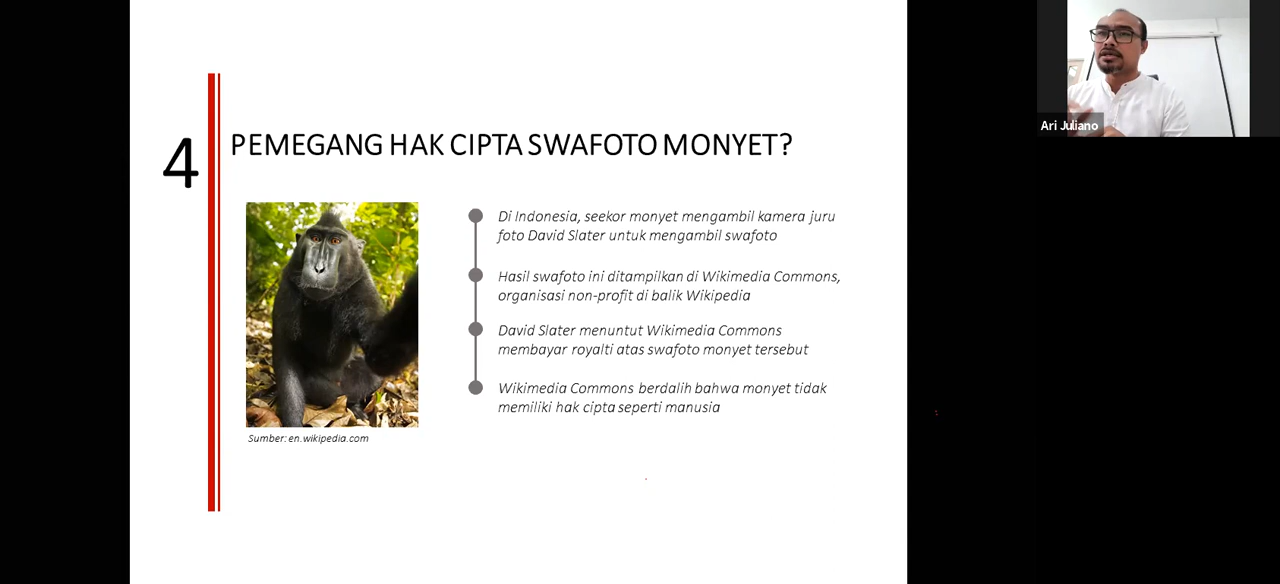 4
PEMEGANG HAK CIPTA SWAFOTO MONYET?
Di Indonesia, seekor monyet mengambil kamera juru
foto David Slater untuk mengambil swafoto
Hasil swafoto ini ditampilkan di Wikimedia Commons,
organisasi non-profit di balik Wikipedia
David Slater menuntut Wikimedia Commons
membayar royalti atas swafoto monyet tersebut
Wikimedia Commons berdalih bahwa monyet tidak
memiliki hak cipta seperti manusia
Sumber: en.wikipedia.com
Ari Juliano